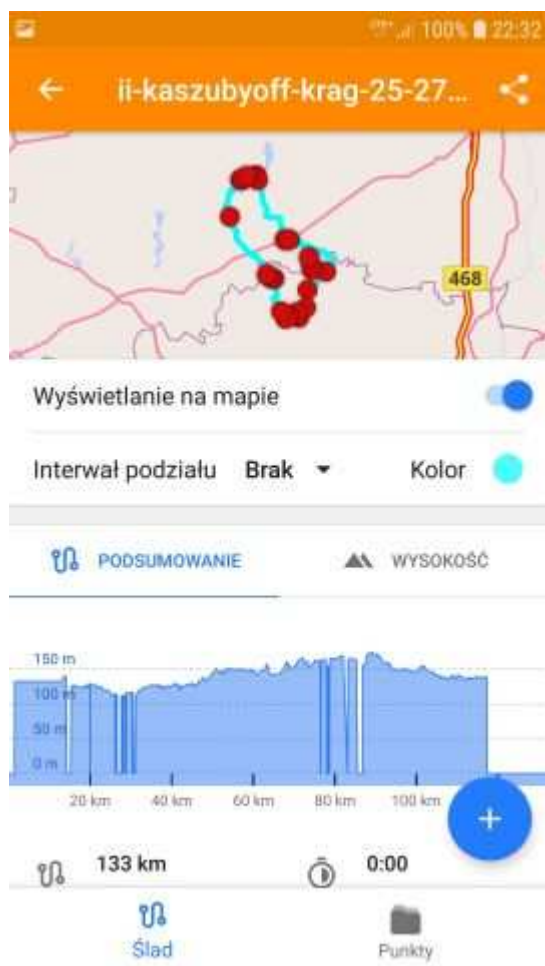 100% 22:32
ii-kaszubyoff-krag-25-27...
468
Wyświetlanie na mapie
Interwał podziału Brak Kolor
PODSUMOWANIE WYSOKOŚĆ
150 m
100 m
50 m
0 m
20 km 40 km 60 km 80 km 100 km
133 km 0:00
Ślad Punkty